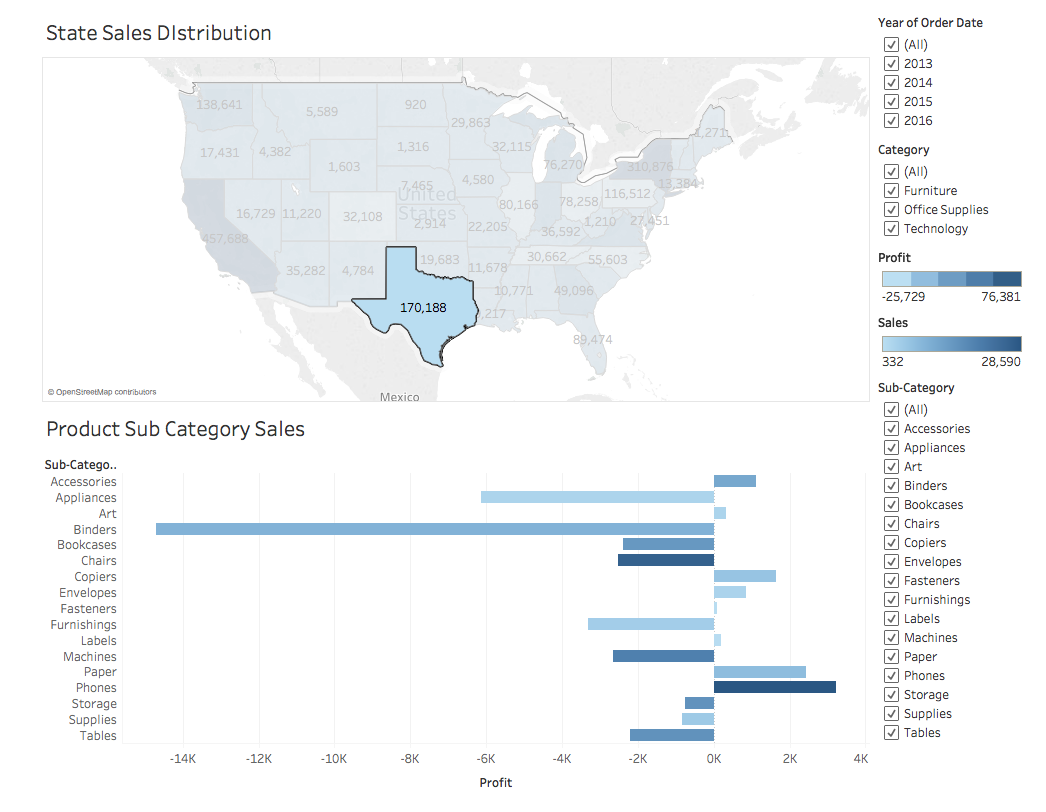 State Sales DIstribution
138,641
5,589
920
29,863
17,431
4,382
1,316
32,115
76,270
310,876
1,603
7,465
4,580
13,384
United
States
80,166
78,258
116,512
16,729
11,220
32,108
2,914
22,205
36,592
1,210
27,451
457,688
35,282
4,784
19,683
11,678
30,662
55,603
170,188
10,771
49,096
89,474
Mexico
© OpenStreetMap contributors
Product Sub Category Sales
Sub-Catego..
Accessories
Appliances
Art
Binders
Bookcases
Chairs
Copiers
Envelopes
Fasteners
Furnishings
Labels
Machines
Paper
Phones
Storage
Supplies
Tables
-14K -12K -10K -8K -6K -4K -2K 0K 2K 4K
Profit
Year of Order Date
(All)
2013
2014
2015
2016
Category
(All)
Furniture
Office Supplies
Technology
Profit
-25,729 76,381
Sales
332 28,590
Sub-Category
(All)
Accessories
Appliances
Art
Binders
Bookcases
Chairs
Copiers
Envelopes
Fasteners
Furnishings
Labels
Machines
Paper
Phones
Storage
Supplies
Tables